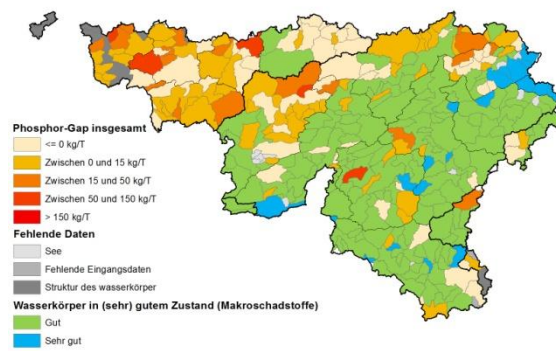 Phosphor-Gap insgesamt
<= 0 kg/T
Zwischen 0 und 15 kg/T
Zwischen 15 und 50 kg/T
Zwischen 50 und 150 kg/T
> 150 kg/T
Fehlende Daten
See
Fehlende Eingangsdaten
Struktur des wasserkörper
Wasserkörper in (sehr) gutem Zustand (Makroschadstoffe)
Gut
Sehr gut